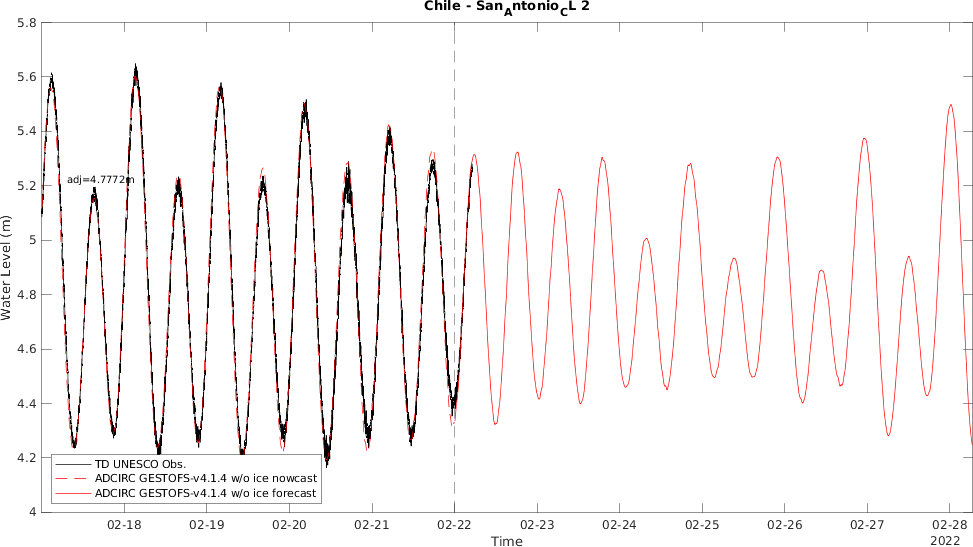 Chile - San_Antonio_CL 2
5.8
5.6
5.4
5.2
5
4.8
4.6
4.4
4.2
4
Water Level (m)
adj=4.7772m
TD UNESCO Obs.
ADCIRC GESTOFS-v4.1.4 w/o ice nowcast
ADCIRC GESTOFS-v4.1.4 w/o ice forecast
02-18 02-19 02-20 02-21 02-22 02-23 02-24 02-25 02-26 02-27 02-28
Time 2022